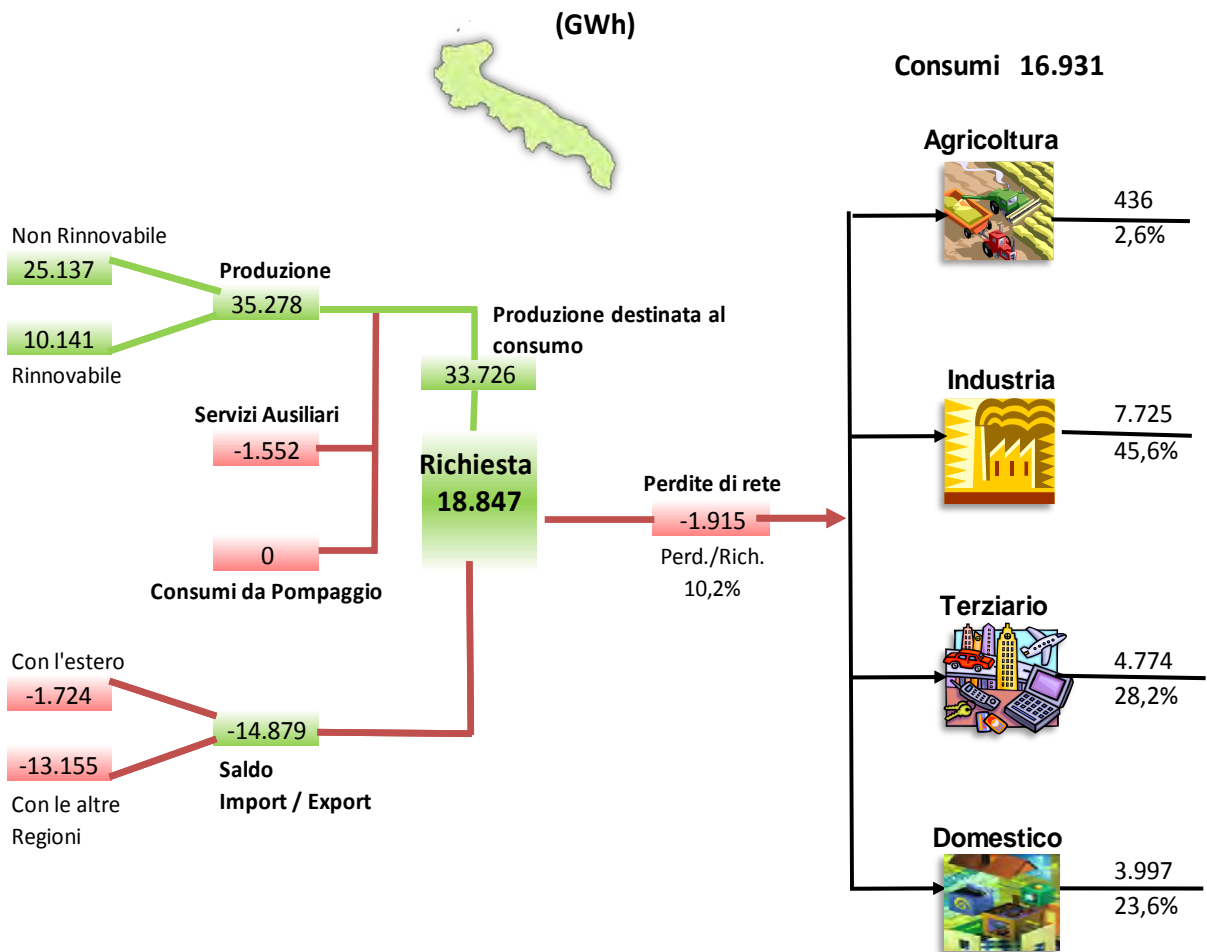 (GWh)
Consumi 16.931
Non Rinnovabile
25.137
10.141
Rinnovabile
Produzione
35.278
Servizi Ausiliari
-1.552
0
Consumi da Pompaggio
Con l'estero
-1.724
-13.155
Con le altre
Regioni
-14.879
Saldo
Import / Export
Produzione destinata al
consumo
33.726
Richiesta
18.847
Perdite di rete
-1.915
Perd./Rich.
10,2%
Agricoltura
436
2,6%
Industria
7.725
45,6%
Terziario
4.774
28,2%
Domestico
3.997
23,6%